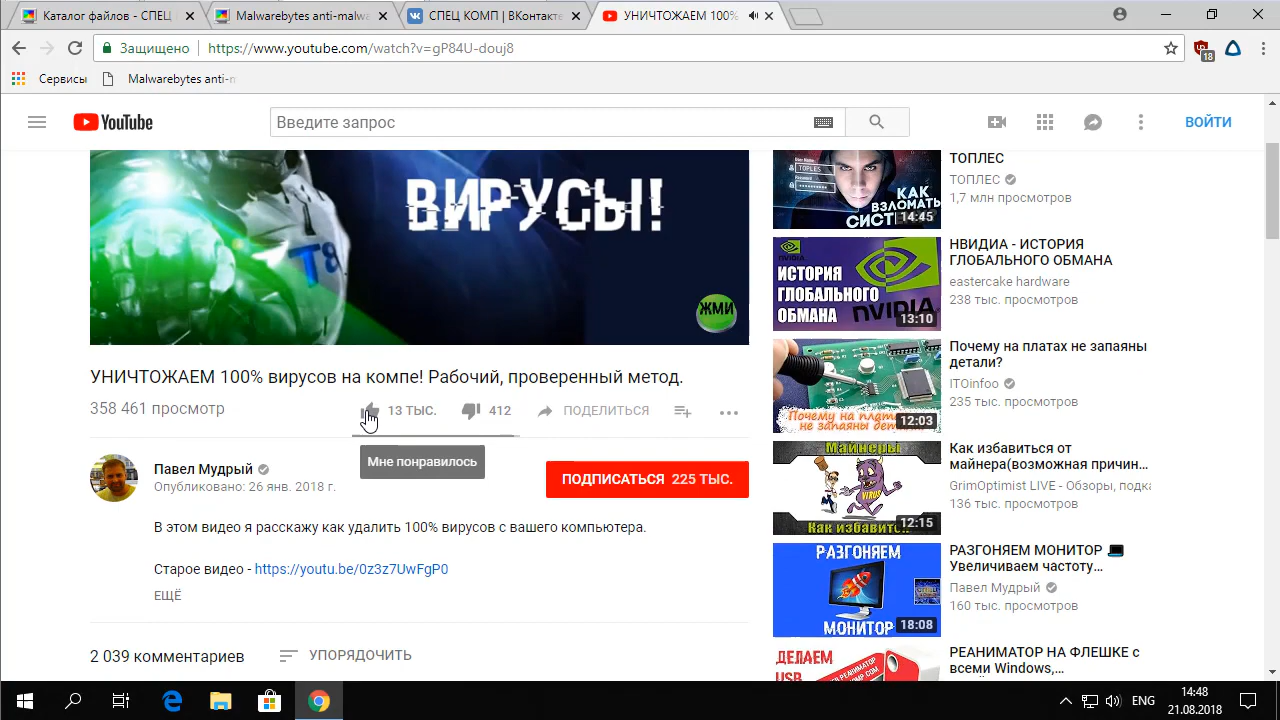 Каталог файлов - СПЕЦ
Malwarebytes anti-malwa
СПЕЦ КОМП | ВКонтакте
УНИЧТОЖАЕМ 100%
Защищено
https://www.youtube.com/watch?v=gP84U-douj8
18
Сервисы
Malwarebytes anti-m
YouTube
Введите запрос
ВОЙТИ
ВИРУСЫ!
T8
ЖМИ
УНИЧТОЖАЕМ 100% вирусов на компе! Рабочий, проверенный метод.
358 461 просмотр
13 ТЫС.
412
ПОДЕЛИТЬСЯ
Мне понравилось
Павел Мудрый
Опубликовано: 26 янв. 2018 г.
ПОДПИСАТЬСЯ 225 ТЫС.
В этом видео я расскажу как удалить 100% вирусов с вашего компьютера.
Старое видео - https://youtu.be/0z3z7UwFgP0
ЕЩЁ
2 039 комментариев
УПОРЯДОЧИТЬ
TOPLES
КАК
ВЗЛОМАТЬ
14:45
ТОПЛЕС
ТОПЛЕС
1,7 млн просмотров
NVIDIA
ИСТОРИЯ
ГЛОБАЛЬНОГО
ОБМАНА
NVIDIA
13:10
НВИДИА - ИСТОРИЯ
ГЛОБАЛЬНОГО ОБМАНА
eastercake hardware
238 тыс. просмотров
Почему на платах
не запаяны детали?
12:03
Почему на платах не запаяны
детали?
ITOinfoo
235 тыс. просмотров
Майнеры
VIRUS
12:15
Как избавиться от
майнера(возможная причин...
GrimOptimist LIVE - Обзоры, подка
136 тыс. просмотров
РАЗГОНЯЕМ
МОНИТОР
18:08
РАЗГОНЯЕМ МОНИТОР
Увеличиваем частоту...
Павел Мудрый
160 тыс. просмотров
ДЕЛАЕМ
USB
РЕАНИМАТОР НА ФЛЕШКЕ с
всеми Windows,...
ENG
14:48
21.08.2018